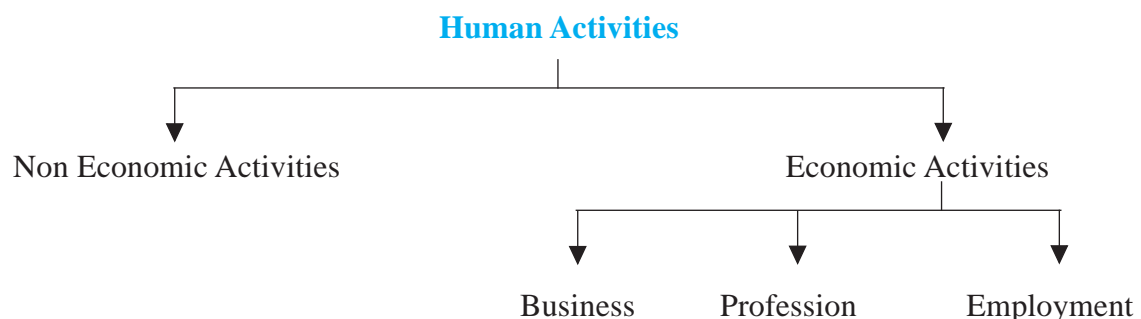 Human Activities
Non Economic Activities Economic Activities
Business Profession Employment